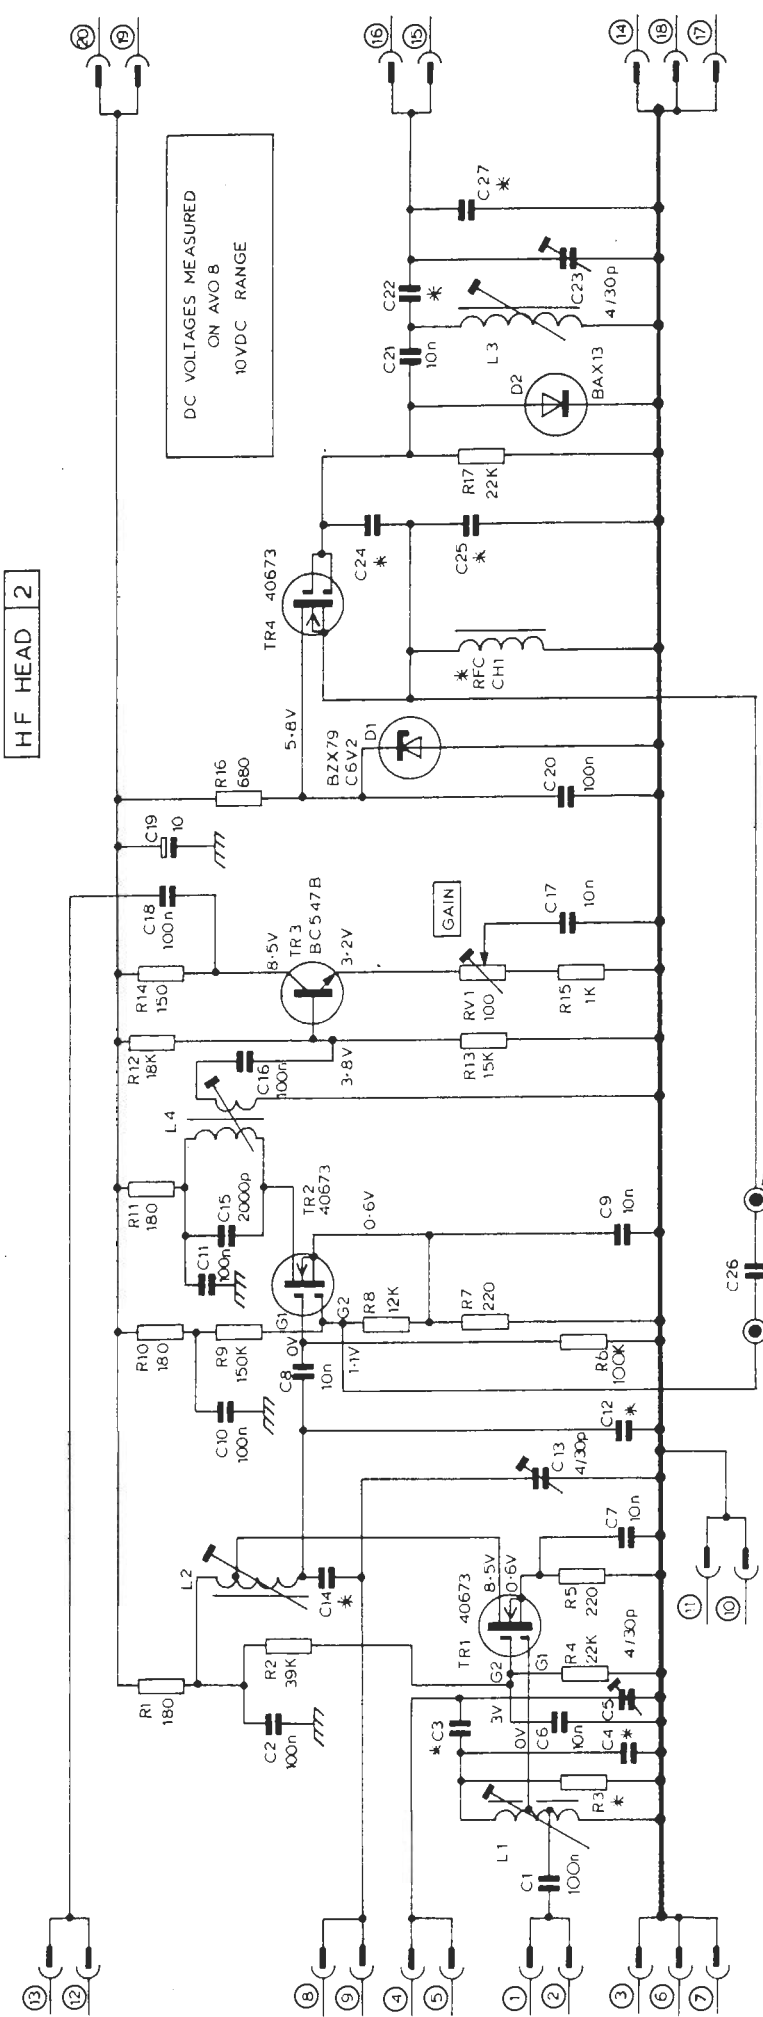 HF HEAD 2
DC VOLTAGES MEASURED
ON AVO 8
10VDC RANGE
13
12
8
9
4
5
1
2
3
6
7
11
10
20
19
16
15
14
18
17
R1
180
C2
100n
R2
39K
L2
C14
*
C10
100n
R10
180
R9
150K
C11
100n
R11
180
C15
2000p
L4
R12
18K
R14
150
C18
100n
C19
10
R16
680
C16
100n
3·8V
8·5V
TR3
BC547B
3·2V
5·8V
BZX79
C6V2
D1
TR4
40673
C24
*
C25
*
*
RFC
CH1
R17
22K
C21
10n
C22
*
C27
*
L3
C23
4/30p
D2
BAX13
C8
10n
G1
0V
G2
1·1V
TR2
40673
0·6V
R8
12K
R7
220
C9
10n
R6
100K
C12
*
C13
4/30p
R13
15K
GAIN
RV1
100
R15
1K
C17
10n
C20
100n
TR1
40673
8·5V
0·6V
G2
G1
3V
0V
R5
220
C7
10n
R4
22K
4/30p
C5
C6
10n
C4
*
*
C3
R3
*
L1
C1
100n
C26